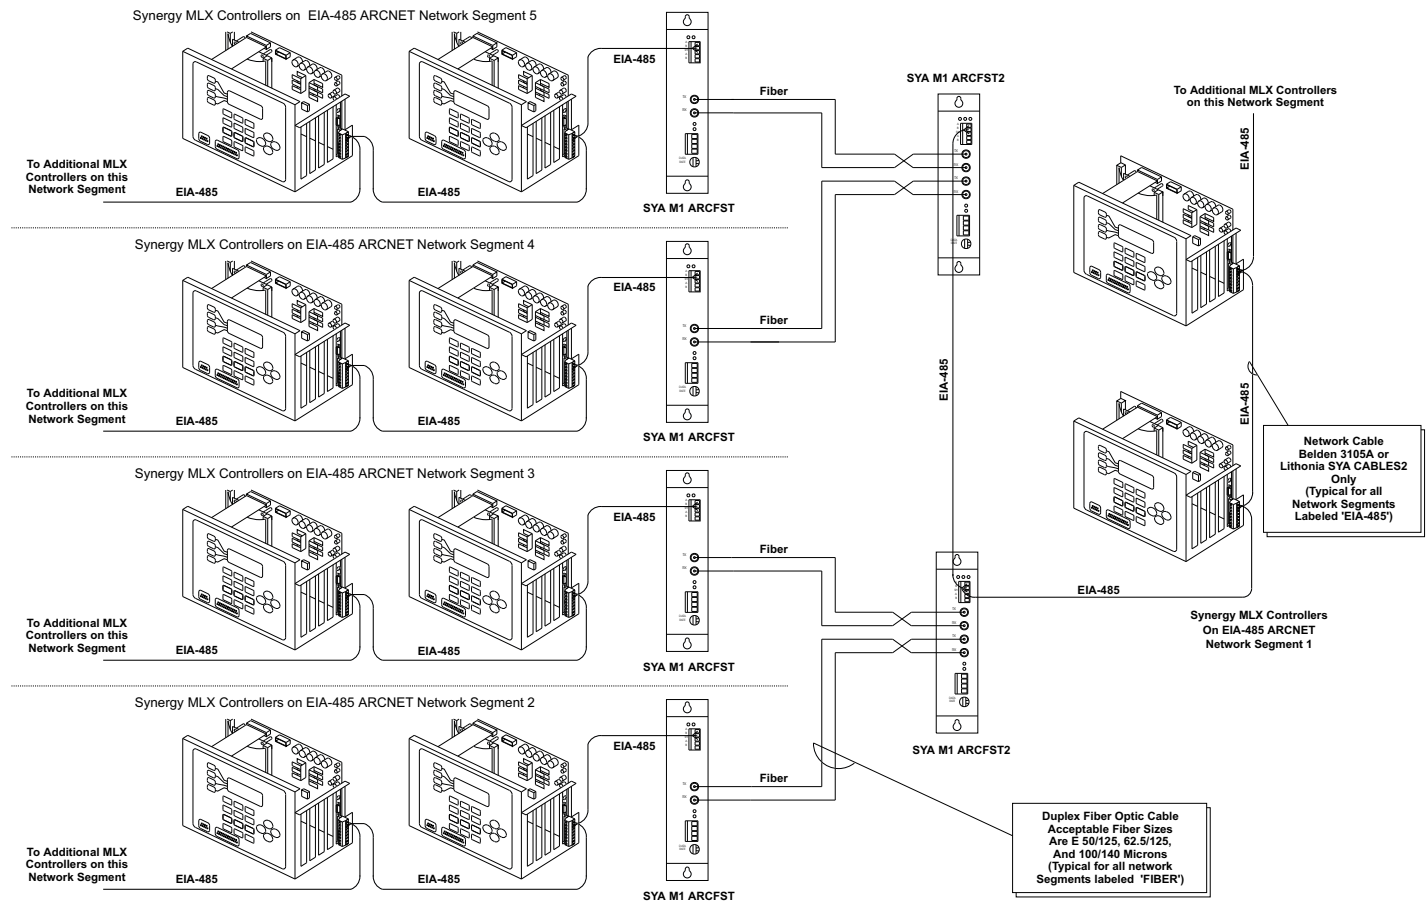 Synergy MLX Controllers on EIA-485 ARCNET Network Segment 5
EIA-485
To Additional MLX
Controllers on this
Network Segment
EIA-485
EIA-485
Fiber
SYA M1 ARCFST
Synergy MLX Controllers on EIA-485 ARCNET Network Segment 4
EIA-485
To Additional MLX
Controllers on this
Network Segment
EIA-485
EIA-485
Fiber
SYA M1 ARCFST
Synergy MLX Controllers on EIA-485 ARCNET Network Segment 3
EIA-485
To Additional MLX
Controllers on this
Network Segment
EIA-485
EIA-485
Fiber
SYA M1 ARCFST
Synergy MLX Controllers on EIA-485 ARCNET Network Segment 2
EIA-485
To Additional MLX
Controllers on this
Network Segment
EIA-485
EIA-485
Fiber
SYA M1 ARCFST
SYA M1 ARCFST2
EIA-485
SYA M1 ARCFST2
To Additional MLX Controllers
on this Network Segment
EIA-485
EIA-485
Network Cable
Belden 3105A or
Lithonia SYA CABLES2
Only
(Typical for all
Network Segments
Labeled 'EIA-485')
EIA-485
Synergy MLX Controllers
On EIA-485 ARCNET
Network Segment 1
Duplex Fiber Optic Cable
Acceptable Fiber Sizes
Are E 50/125, 62.5/125,
And 100/140 Microns
(Typical for all network
Segments labeled 'FIBER')